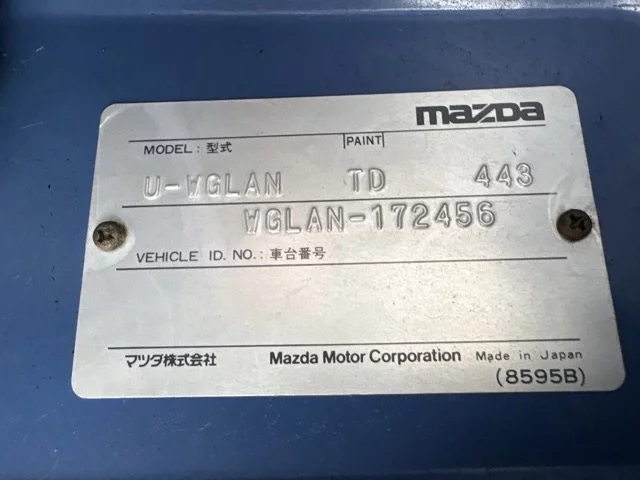 mazda
MODEL: 型式 PAINT
U-WGLAN TD 443
WGLAN-172456
VEHICLE ID. NO.: 車台番号
マツダ株式会社 Mazda Motor Corporation Made in Japan
(8595B)